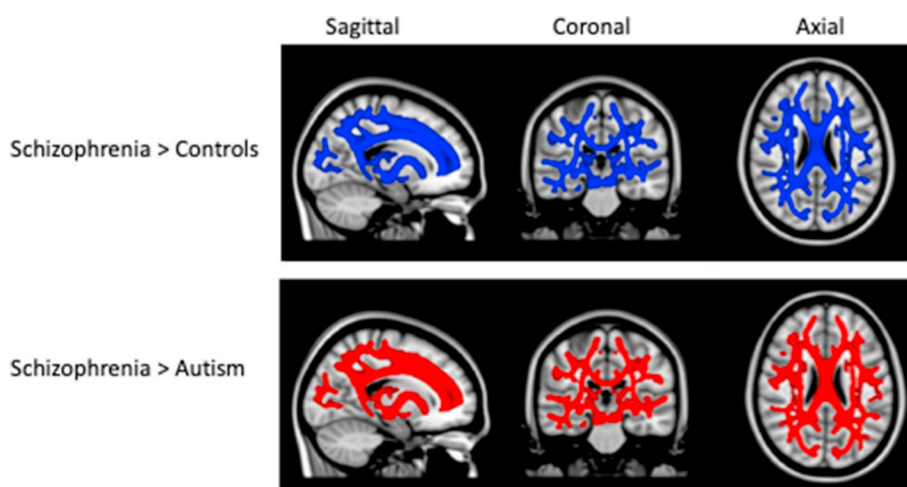 Sagittal Coronal Axial
Schizophrenia > Controls
Schizophrenia > Autism